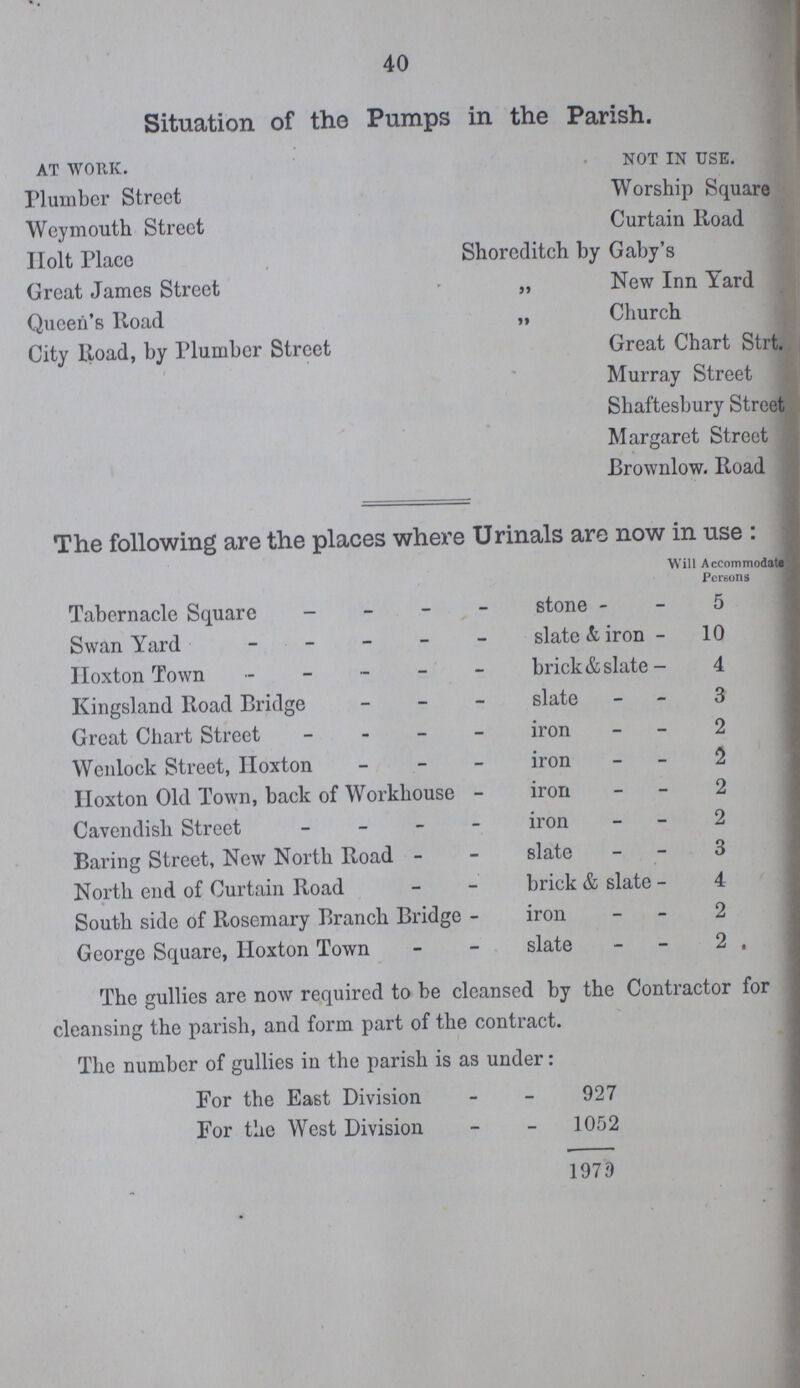 40
Situation of the Pumps in the Parish.
AT WORK. NOT IN USE.
Plumber Street Worship Square
Weymouth Street Curtain Road
Holt Place Shoreditch by Gaby's
Great James Street „ New Inn Yard
Queen's Road „ Church
City Road, by Plumber Street Great Chart Strt.
Murray Street
Shaftesbury Street
Margaret Street
Brownlow. Road
The following are the places where Urinals are now in use :
Will Accommodate
Persons
Tabernacle Square - - - - stone - - 5
Swan Yard - - - - - slate & iron - 10
Hoxton Town - - - - - brick & slate - 4
Kingsland Road Bridge - - - slate - - 3
Great Chart Street - - - - iron - - 2
Wenlock Street, Hoxton - - - iron - - 2
Hoxton Old Town, back of Workhouse - iron - - 2
Cavendish Street - - - - iron - - 2
Baring Street, New North Road - - slate - - 3
North end of Curtain Road - - brick & slate - 4
South side of Rosemary Branch Bridge - iron - - 2
George Square, Hoxton Town - - slate - - 2 .
The gullies are now required to be cleansed by the Contractor for
cleansing the parish, and form part of the contract.
The number of gullies in the parish is as under:
For the East Division - - 927
For the West Division - - 1052
1979